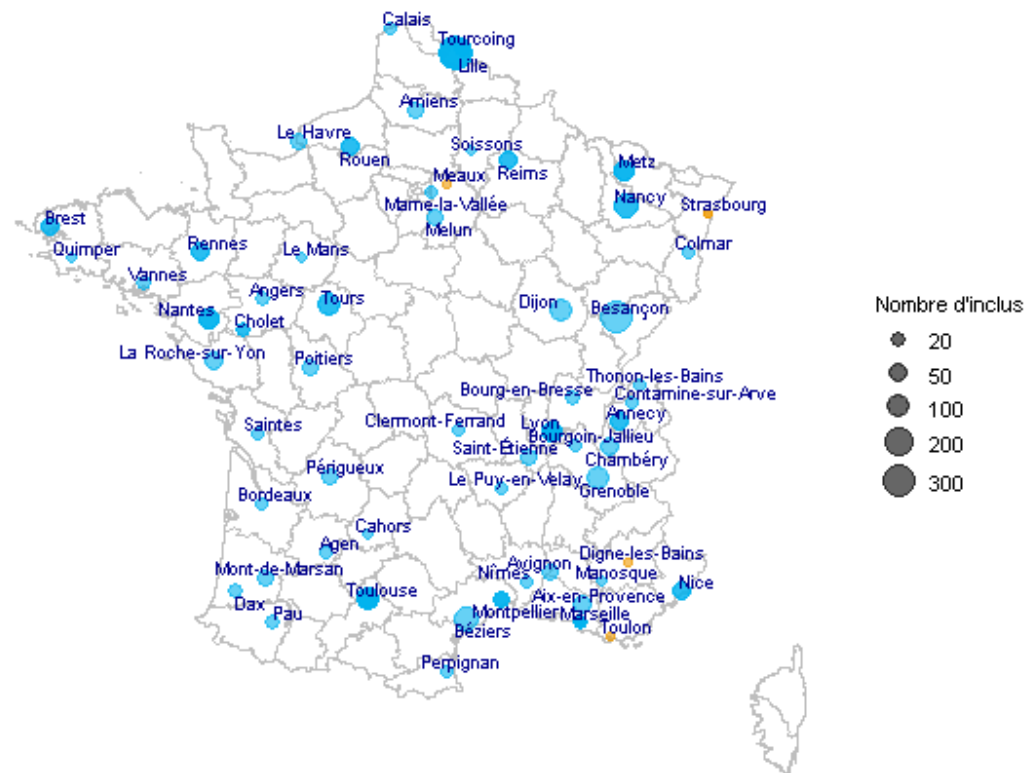 Calais
Tourcoing
Lille
Amiens
Le Havre
Rouen
Soissons
Reims
Metz
Meaux
Marne-la-Vallée
Melun
Nancy
Strasbourg
Colmar
Brest
Quimper
Rennes
Le Mans
Vannes
Angers
Tours
Nantes
Cholet
Dijon
Besançon
La Roche-sur-Yon
Poitiers
Nombre d'inclus
20
50
100
200
300
Thonon-les-Bains
Bourg-en-Bresse
Contamine-sur-Arve
Saintes
Clermont-Ferrand
Lyon
Annecy
Bourgoin-Jallieu
Saint-Étienne
Chambéry
Périgueux
Le Puy-en-Velay
Grenoble
Bordeaux
Cahors
Agen
Digne-les-Bains
Mont-de-Marsan
Avignon
Nîmes
Manosque
Nice
Toulouse
Aix-en-Provence
Dax
Pau
Montpellier
Marseille
Béziers
Toulon
Perpignan